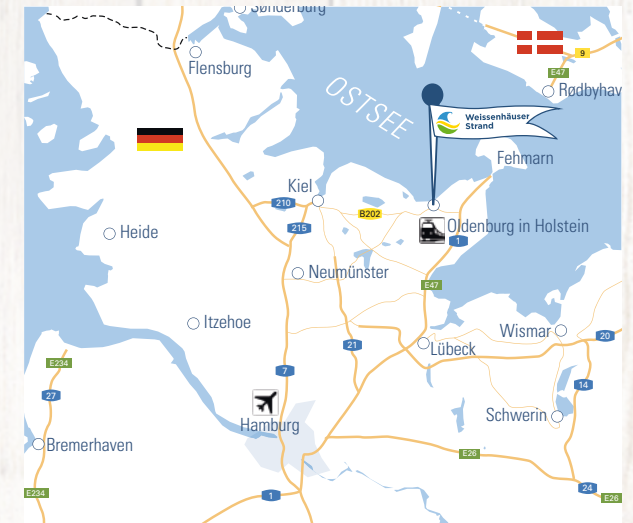 Sønderburg
9
Flensburg
E47
Rødbyhav
OSTSEE
Weissenhäuser
Strand
Fehmarn
Kiel
210
B202
215
Oldenburg in Holstein
1
Heide
Neumünster
E47
Itzehoe
Wismar
20
21
Lübeck
E234
7
14
27
Hamburg
Schwerin
Bremerhaven
E26
E234
1
24
E26